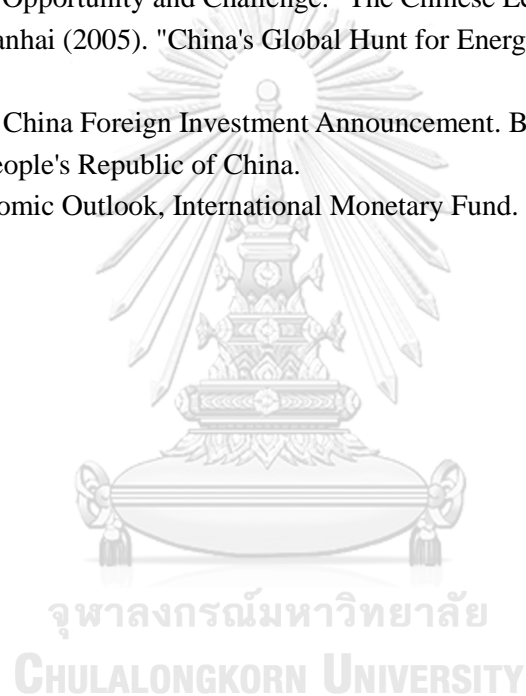 Opportunity and Challenge." The Chinese Ec
anhai (2005). "China's Global Hunt for Energ
China Foreign Investment Announcement. B
eople's Republic of China.
omic Outlook, International Monetary Fund.
จุฬาลงกรณ์มหาวิทยาลัย
CHULALONGKORN UNIVERSITY